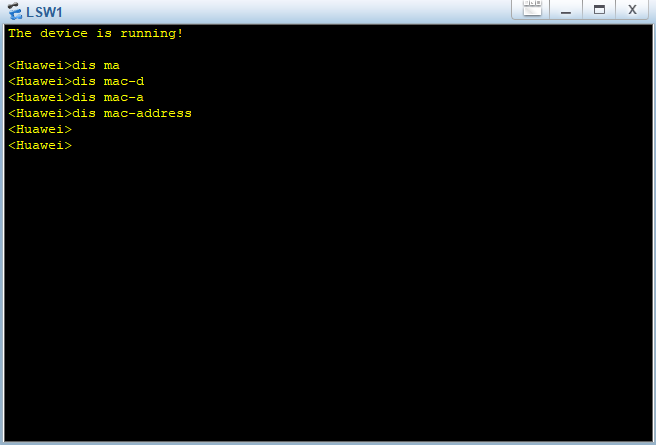 LSW1
The device is running!
<Huawei>dis ma
<Huawei>dis mac-d
<Huawei>dis mac-a
<Huawei>dis mac-address
<Huawei>
<Huawei>